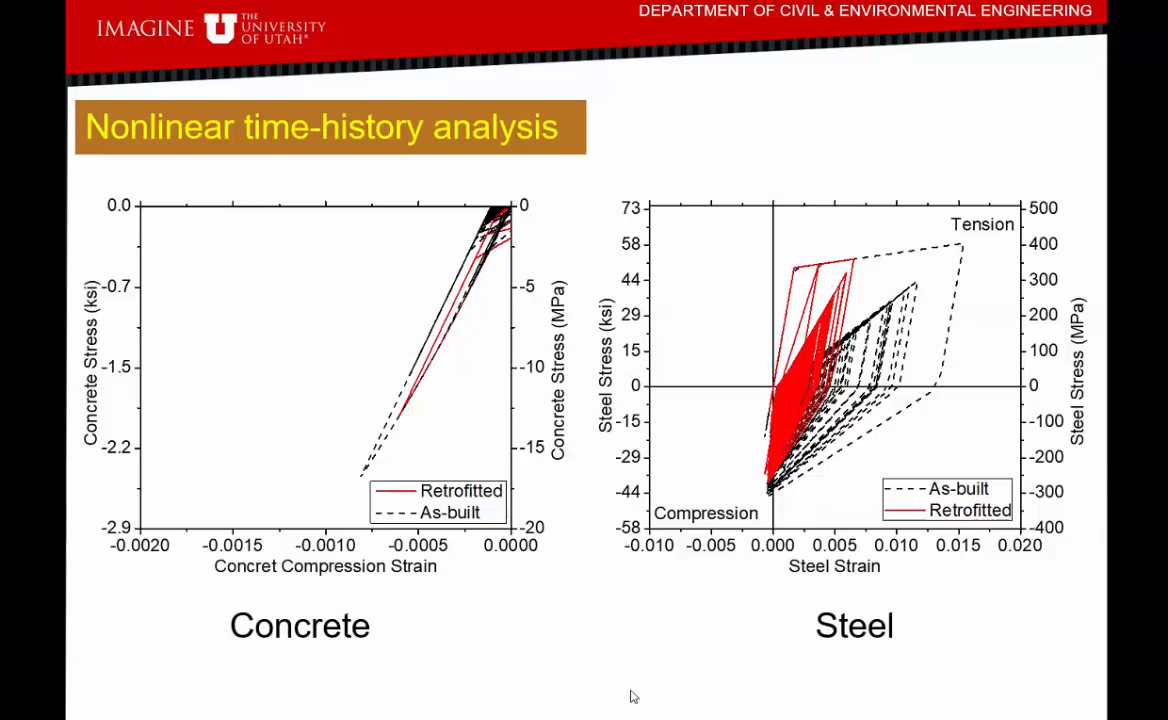 IMAGINE
THE
UNIVERSITY
OF UTAH®
DEPARTMENT OF CIVIL & ENVIRONMENTAL ENGINEERING
Nonlinear time-history analysis
0.0
-0.7
-1.5
-2.2
-2.9
Concrete Stress (ksi)
0
-5
-10
-15
-20
Concrete Stress (MPa)
Retrofitted
As-built
-0.0020 -0.0015 -0.0010 -0.0005 0.0000
Concret Compression Strain
Concrete
73
58
44
29
15
0
-15
-29
-44
-58
Steel Stress (ksi)
Tension
Compression
500
400
300
200
100
0
-100
-200
-300
-400
Steel Stress (MPa)
As-built
Retrofitted
-0.010 -0.005 0.000 0.005 0.010 0.015 0.020
Steel Strain
Steel